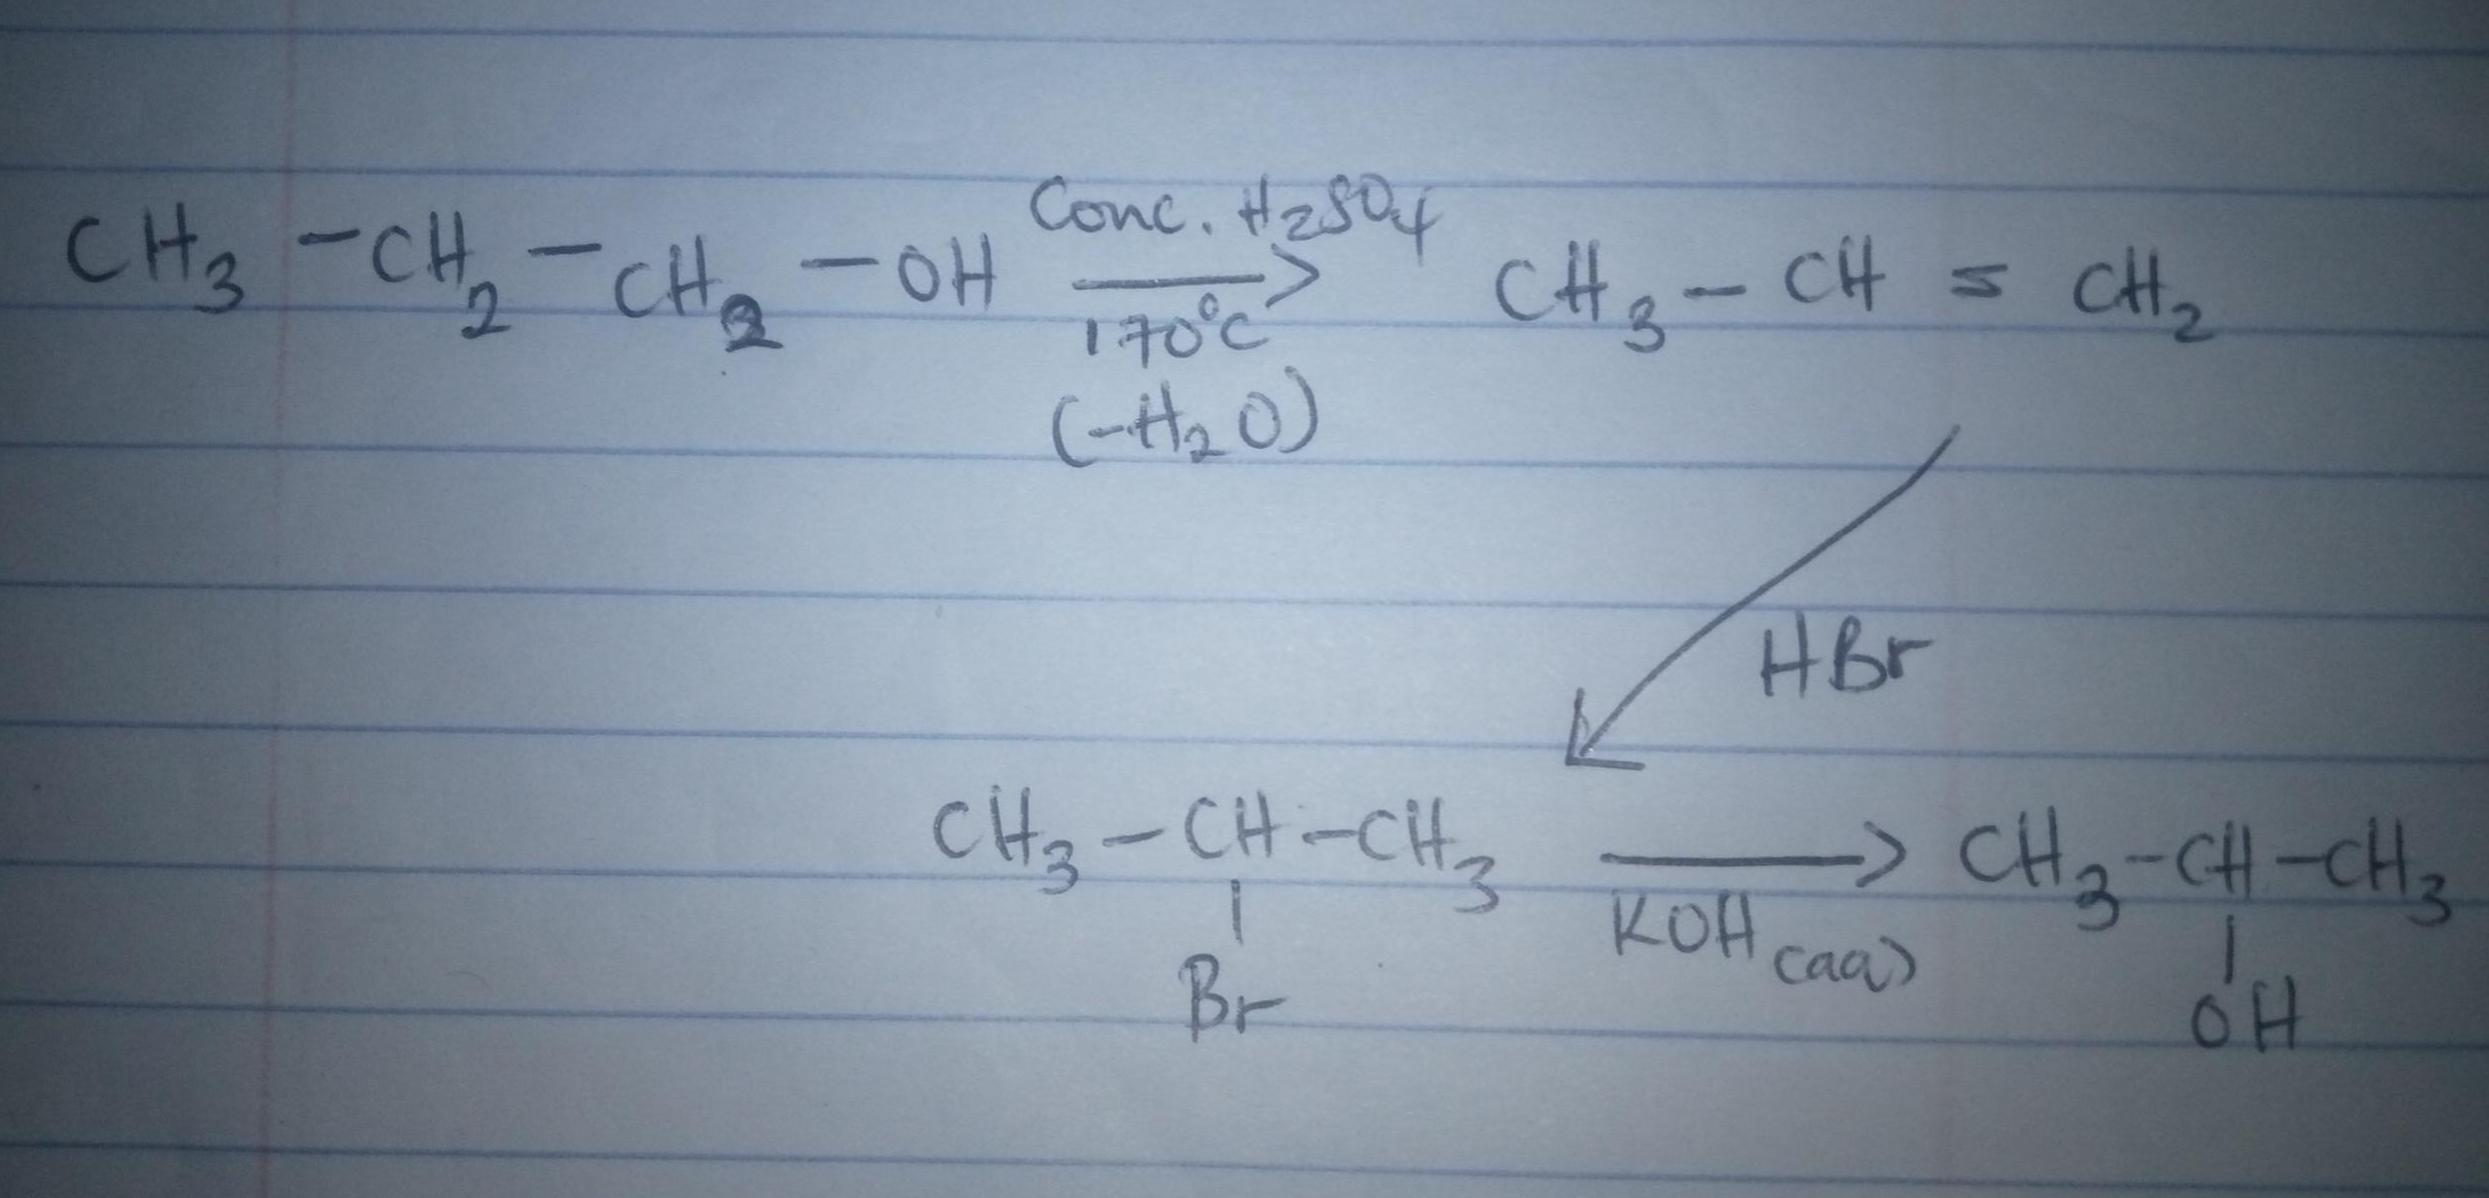 CH3 - CH2 - CH2 - OH Conc. H2SO4 170°C (-H2O) → CH3 - CH = CH2
HBr
CH3 - CH - CH3 → KOH(aq) CH3 - CH - CH3
Br OH